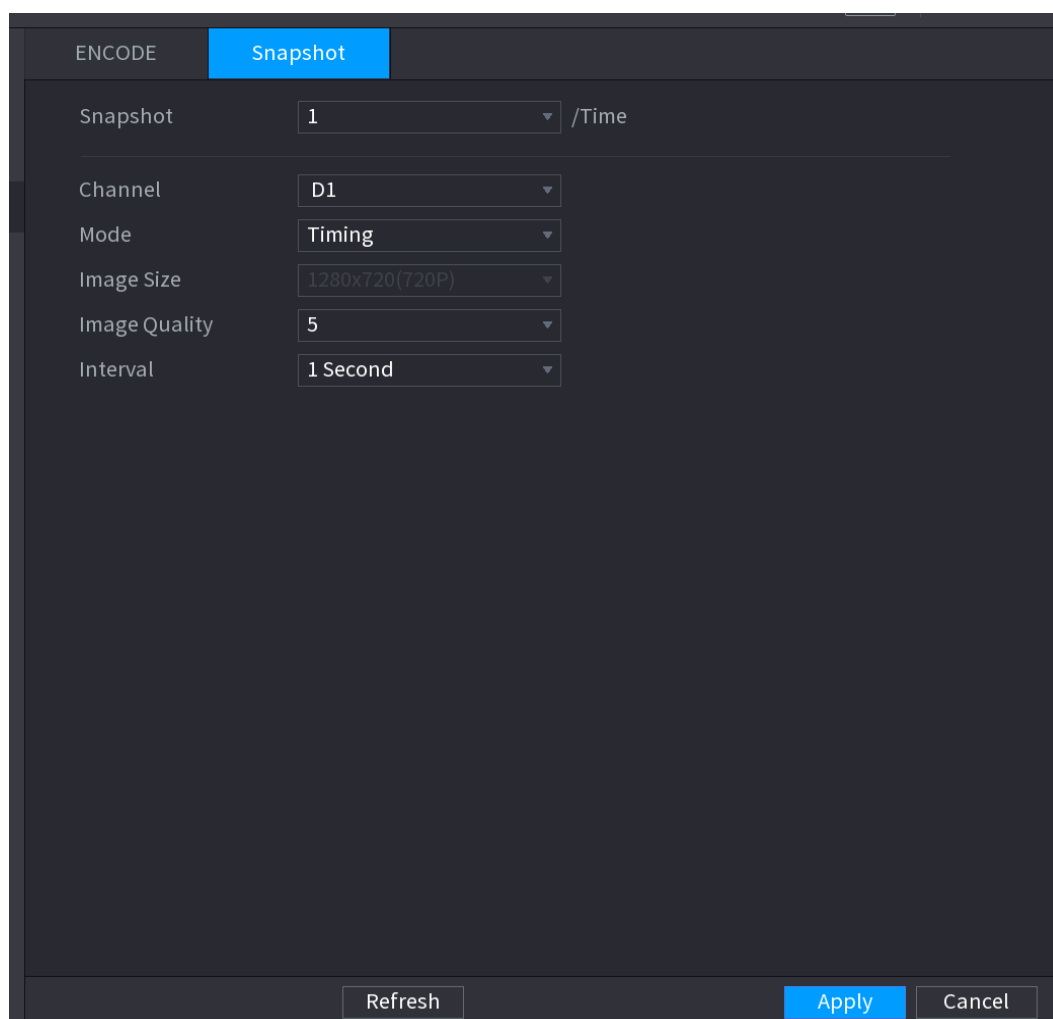 ENCODE Snapshot
Snapshot 1 /Time
Channel D1
Mode Timing
Image Size 1280x720(720P)
Image Quality 5
Interval 1 Second
Refresh Apply Cancel